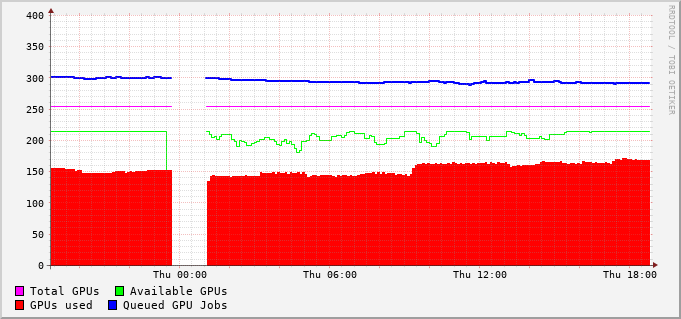 400
350
300
250
200
150
100
50
0
Thu 00:00 Thu 06:00 Thu 12:00 Thu 18:00
Total GPUs Available GPUs
GPUs used Queued GPU Jobs
RRDTOOL / TOBI OETIKER